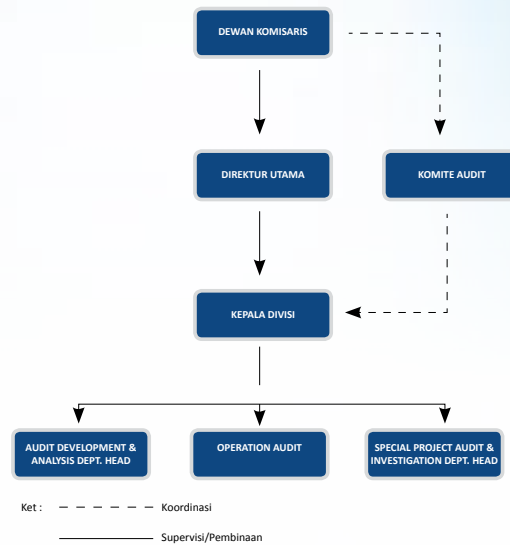 DEWAN KOMISARIS
DIREKTUR UTAMA
KOMITE AUDIT
KEPALA DIVISI
AUDIT DEVELOPMENT &
ANALYSIS DEPT. HEAD
OPERATION AUDIT
SPECIAL PROJECT AUDIT &
INVESTIGATION DEPT. HEAD
Ket : Koordinasi
Supervisi/Pembinaan